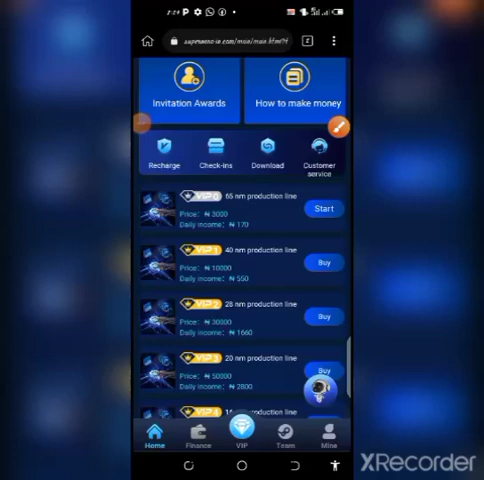 2:24
Invitation Awards
How to make money
Recharge
Check-ins
Download
Customer service
VIP 0 65 nm production line
Price: ₦ 3000
Daily income: ₦ 170
Start
VIP 1 40 nm production line
Price: ₦ 10000
Daily income: ₦ 550
Buy
VIP 2 28 nm production line
Price: ₦ 30000
Daily income: ₦ 1660
Buy
VIP 3 20 nm production line
Price: ₦ 50000
Daily income: ₦ 2800
Buy
VIP 4
Home
Finance
VIP
Team
Mine
XRecorder